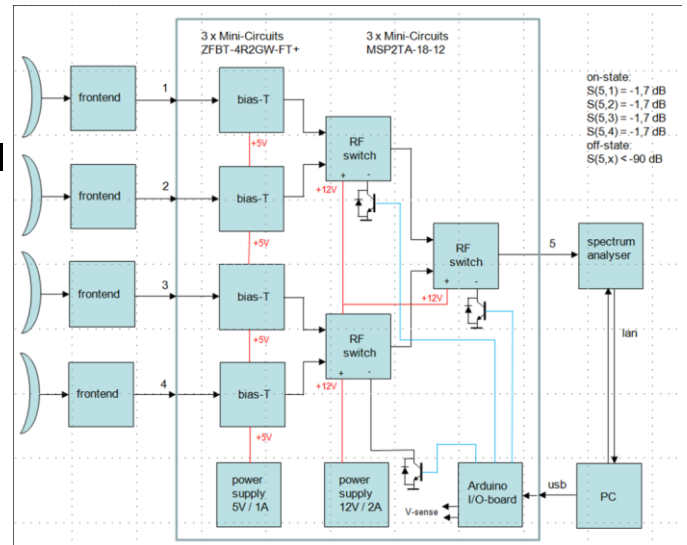 3 x Mini-Circuits
ZFBT-4R2GW-FT+
3 x Mini-Circuits
MSP2TA-18-12
on-state:
S(5,1) = -1,7 dB
S(5,2) = -1,7 dB
S(5,3) = -1,7 dB
S(5,4) = -1,7 dB
off-state:
S(5,x) < -90 dB
frontend
1
bias-T
+5V
RF
switch
+
-
+12V
frontend
2
bias-T
+5V
RF
switch
+
-
+12V
5
spectrum
analyser
frontend
3
bias-T
+5V
RF
switch
+
-
+12V
lan
frontend
4
bias-T
+5V
power
supply
5V / 1A
power
supply
12V / 2A
V-sense
Arduino
I/O-board
usb
PC